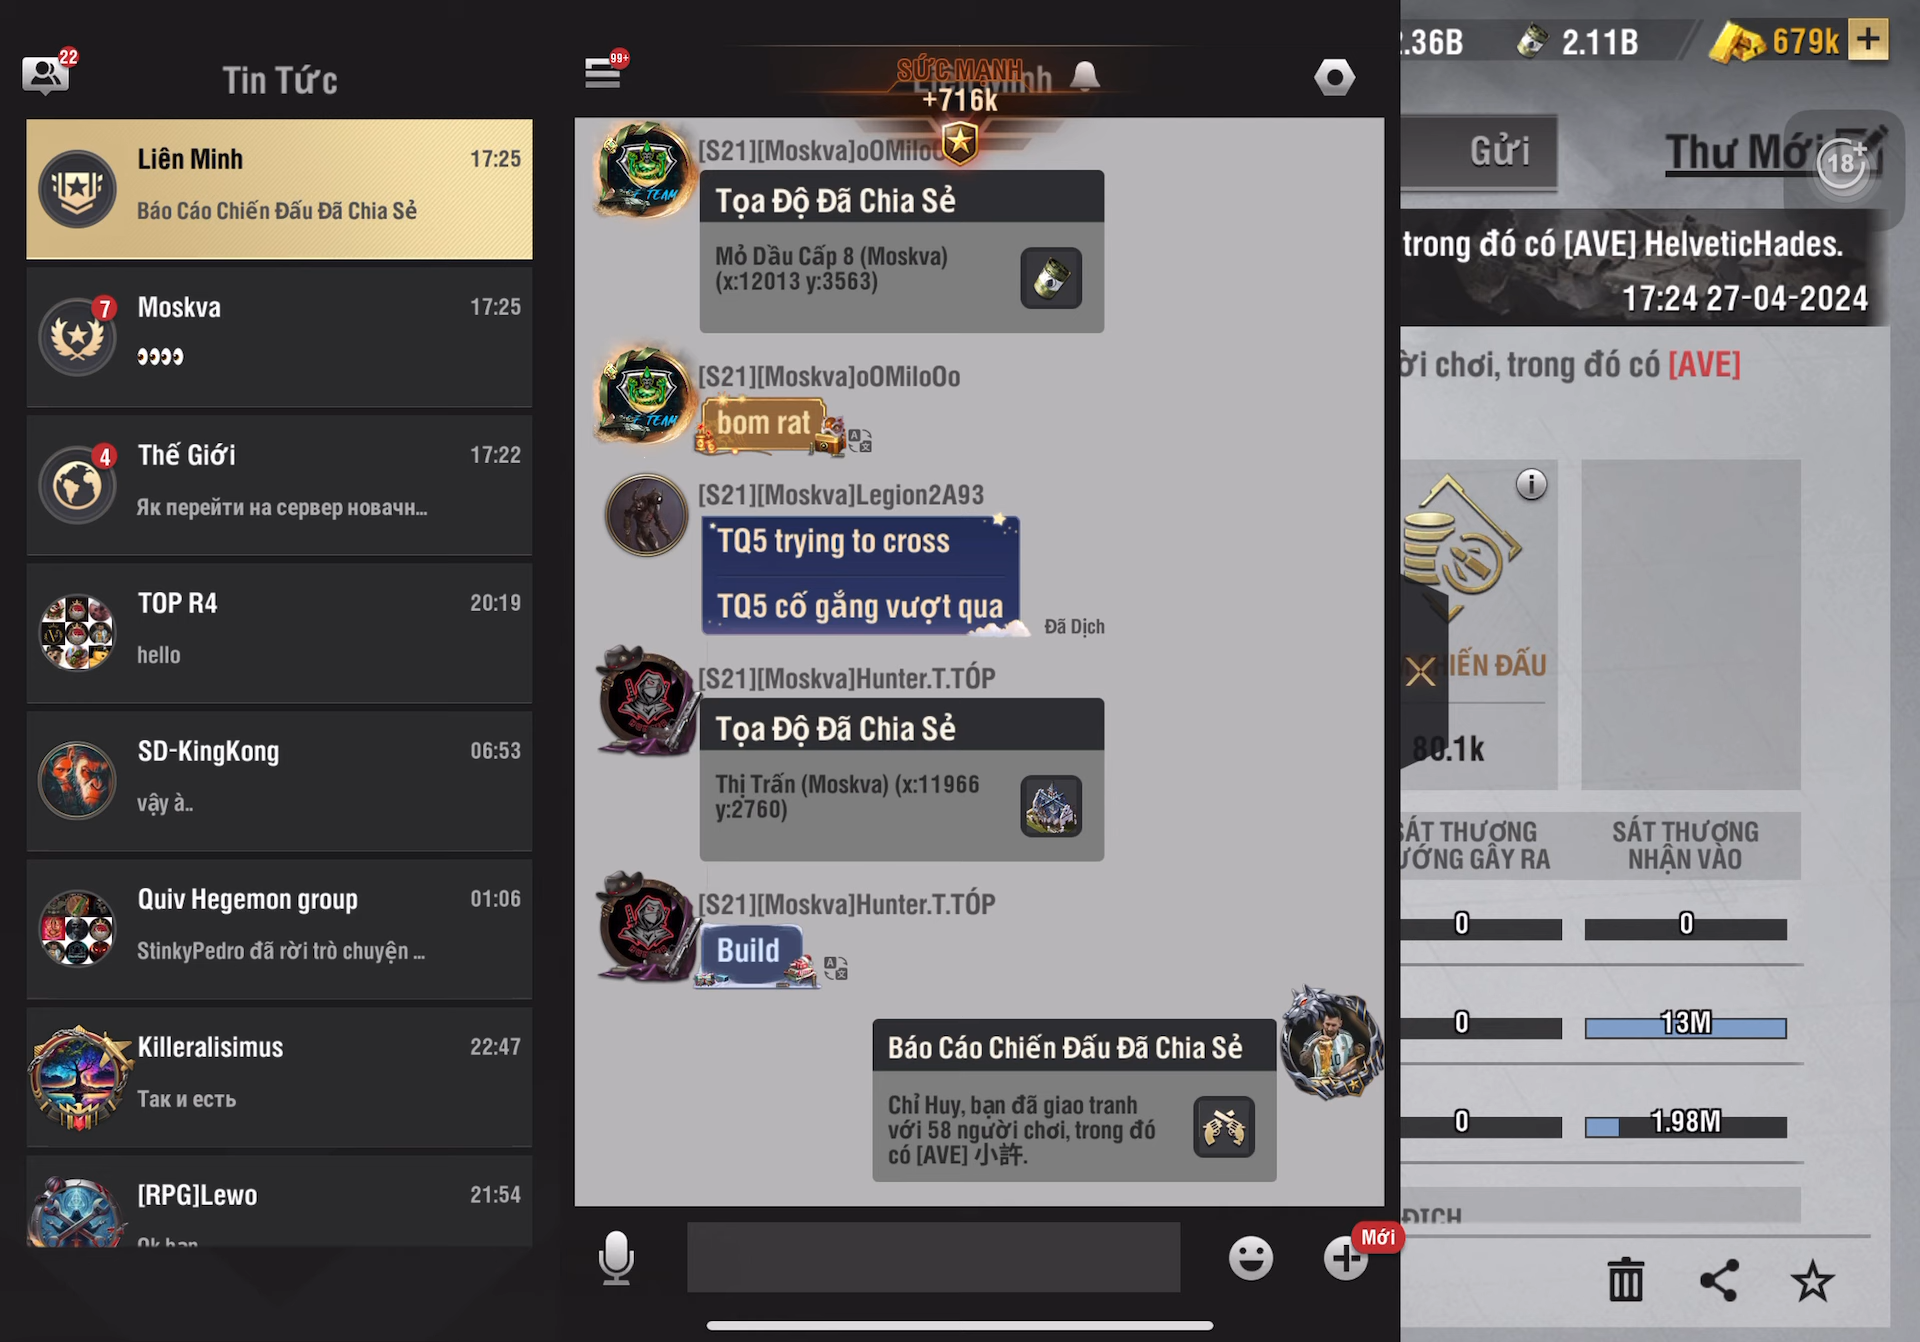 22
Tin Tức
Liên Minh
17:25
Báo Cáo Chiến Đấu Đã Chia Sẻ
7
Moskva
17:25
4
Thế Giới
17:22
Як перейти на сервер новачн...
TOP R4
20:19
hello
SD-KingKong
06:53
vậy à..
Quiv Hegemon group
01:06
StinkyPedro đã rời trò chuyện ...
Killeralisimus
22:47
Так и есть
[RPG]Lewo
21:54
Ok bạn
99+
SỨC MẠNH
Liên Minh
+716k
[S21][Moskva]oOMiloO
Tọa Độ Đã Chia Sẻ
Mỏ Dầu Cấp 8 (Moskva)
(x:12013 y:3563)
[S21][Moskva]oOMiloOo
TEAM
bom rat
[S21][Moskva]Legion2A93
TQ5 trying to cross
TQ5 cố gắng vượt qua
Đã Dịch
[S21][Moskva]Hunter.T.TÓP
Tọa Độ Đã Chia Sẻ
Thị Trấn (Moskva) (x:11966
y:2760)
[S21][Moskva]Hunter.T.TÓP
Build
Báo Cáo Chiến Đấu Đã Chia Sẻ
Chỉ Huy, bạn đã giao tranh
với 58 người chơi, trong đó
có [AVE] 小許.
Mới
.36B
2.11B
679k
Gửi
Thư Mới
18+
trong đó có [AVE] HelveticHades.
17:24 27-04-2024
ời chơi, trong đó có [AVE]
CHIẾN ĐẤU
80.1k
SÁT THƯƠNG
ƯỚNG GÂY RA
SÁT THƯƠNG
NHẬN VÀO
0
0
0
13M
0
1.98M
ĐỊCH